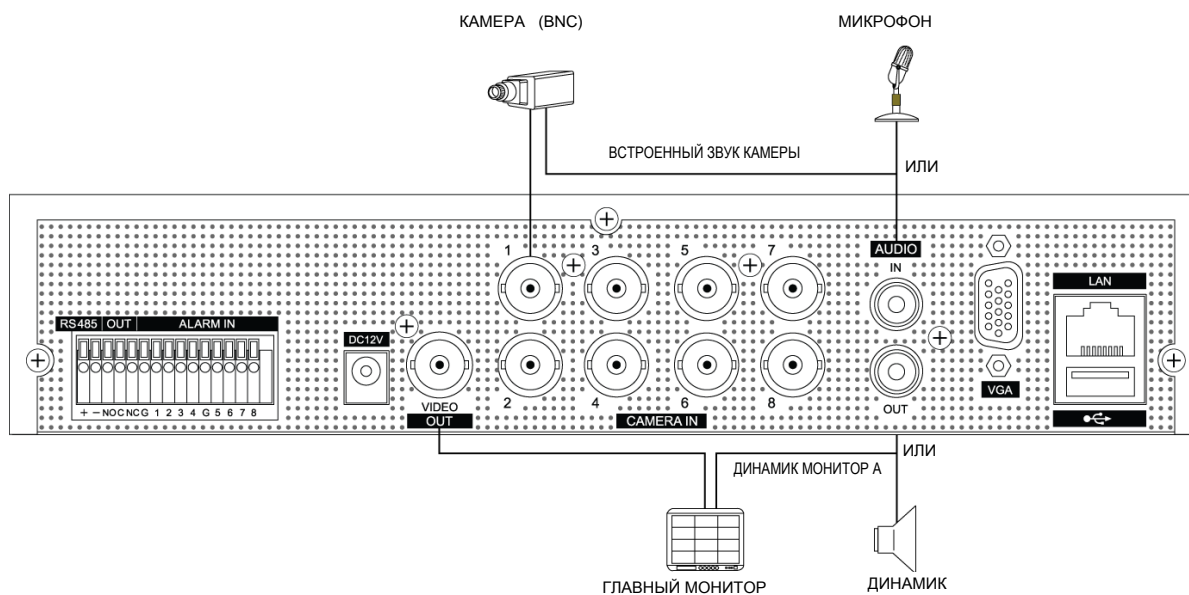 КАМЕРА (BNC)
МИКРОФОН
ВСТРОЕННЫЙ ЗВУК КАМЕРЫ
ИЛИ
1 3 5 7
AUDIO
IN
LAN
RS485 OUT ALARM IN
DC12V
+ − NOC NC G 1 2 3 4 G 5 6 7 8
VIDEO
OUT
2 4 6 8
CAMERA IN
OUT
VGA
ДИНАМИК МОНИТОР А
ИЛИ
ГЛАВНЫЙ МОНИТОР
ДИНАМИК